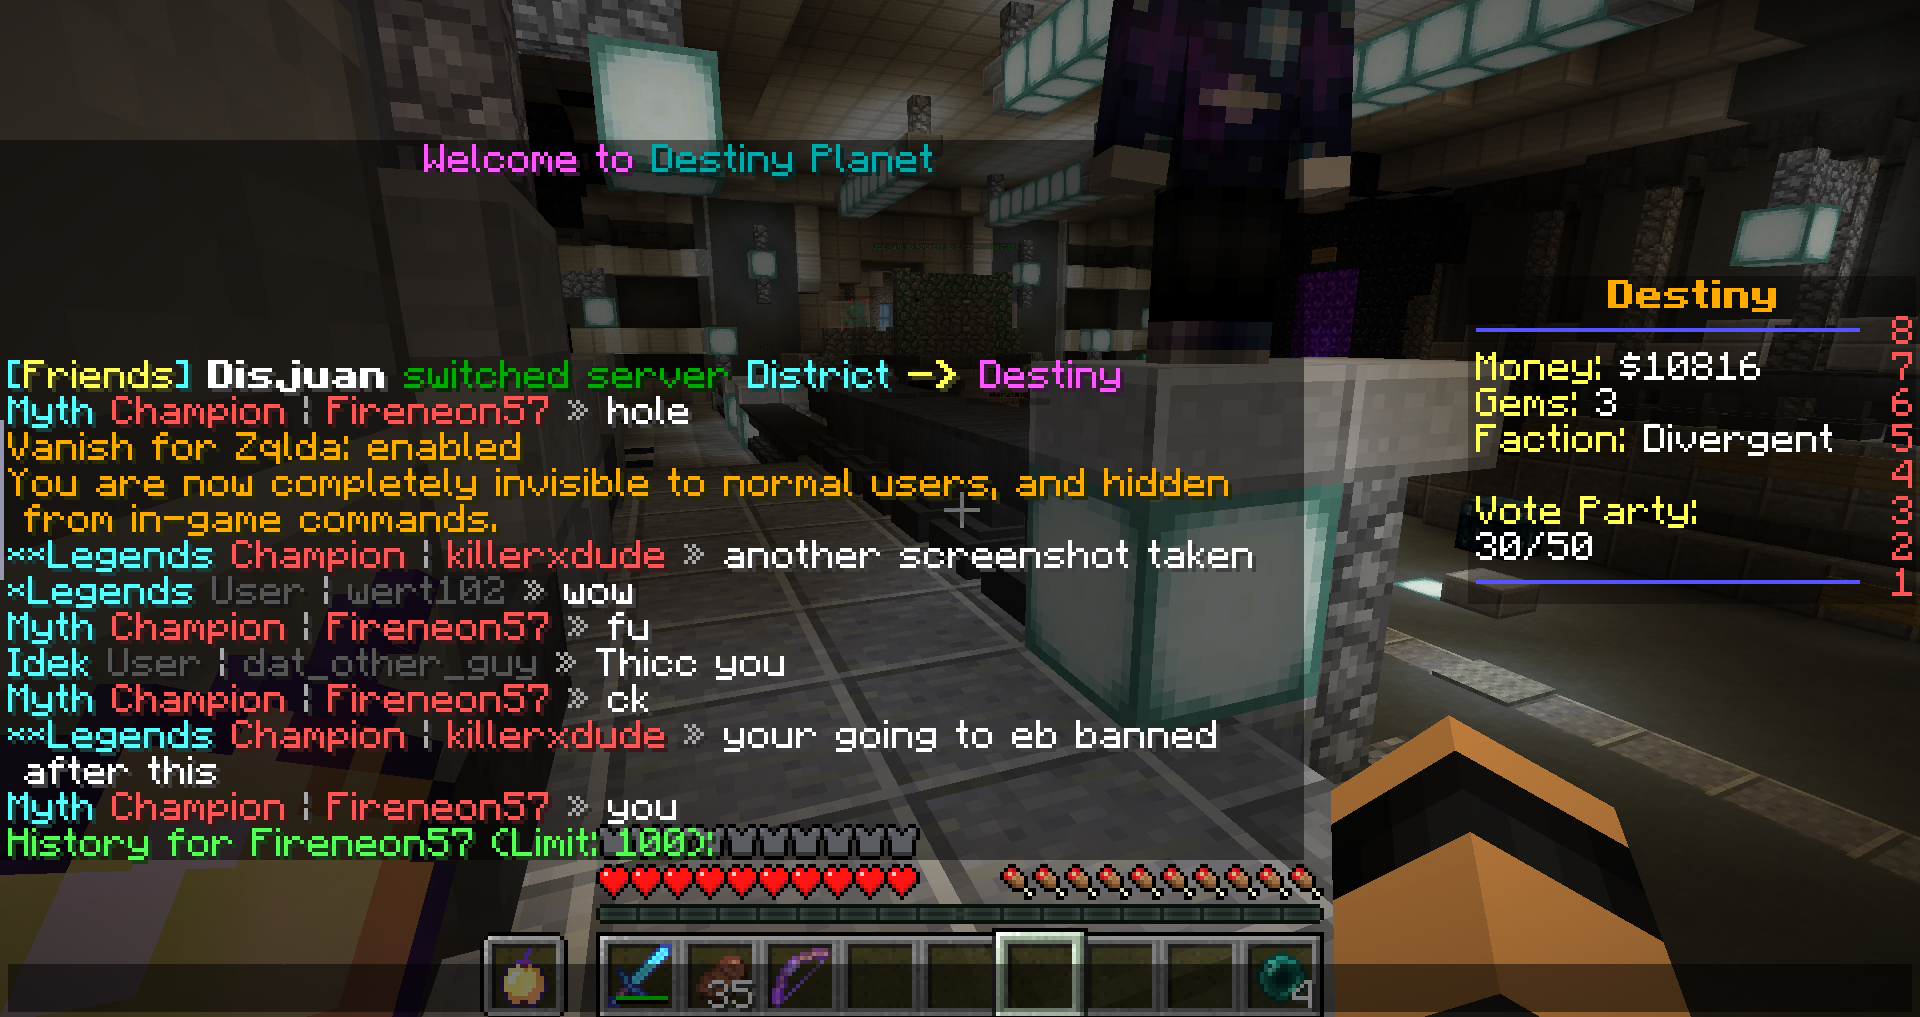 Welcome to Destiny Planet
[Friends] Disjuan switched server District -> Destiny
Myth Champion ¦ Fireneon57 » hole
Vanish for Zqlda: enabled
You are now completely invisible to normal users, and hidden
from in-game commands.
××Legends Champion ¦ killerxdude » another screenshot taken
×Legends User ¦ wert102 » wow
Myth Champion ¦ Fireneon57 » fu
Idek User ¦ dat_other_guy » Thicc you
Myth Champion ¦ Fireneon57 » ck
××Legends Champion ¦ killerxdude » your going to eb banned
after this
Myth Champion ¦ Fireneon57 » you
History for Fireneon57 (Limit: 100):
Destiny
8
Money: $10816 7
Gems: 3 6
Faction: Divergent 5
4
Vote Party: 3
30/50 2
1
35
4